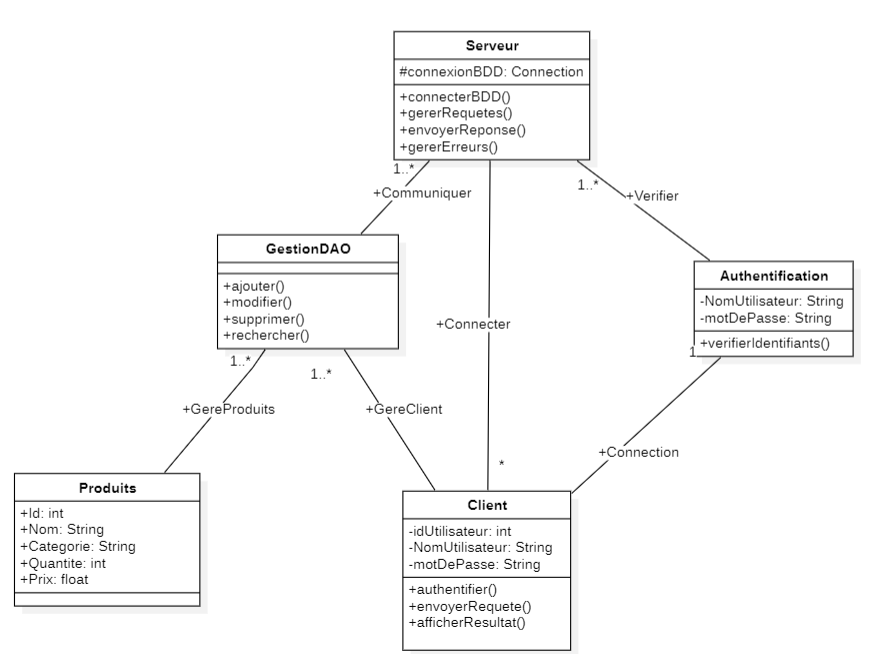 Serveur
#connexionBDD: Connection
+connecterBDD()
+gererRequetes()
+envoyerReponse()
+gererErreurs()
1..*
1..*
+Communiquer
+Verifier
GestionDAO
+ajouter()
+modifier()
+supprimer()
+rechercher()
Authentification
-NomUtilisateur: String
-motDePasse: String
+verifierIdentifiants()
+Connecter
1..*
1..*
1
+GereProduits
+GereClient
+Connection
*
Produits
+Id: int
+Nom: String
+Categorie: String
+Quantite: int
+Prix: float
Client
-idUtilisateur: int
-NomUtilisateur: String
-motDePasse: String
+authentifier()
+envoyerRequete()
+afficherResultat()